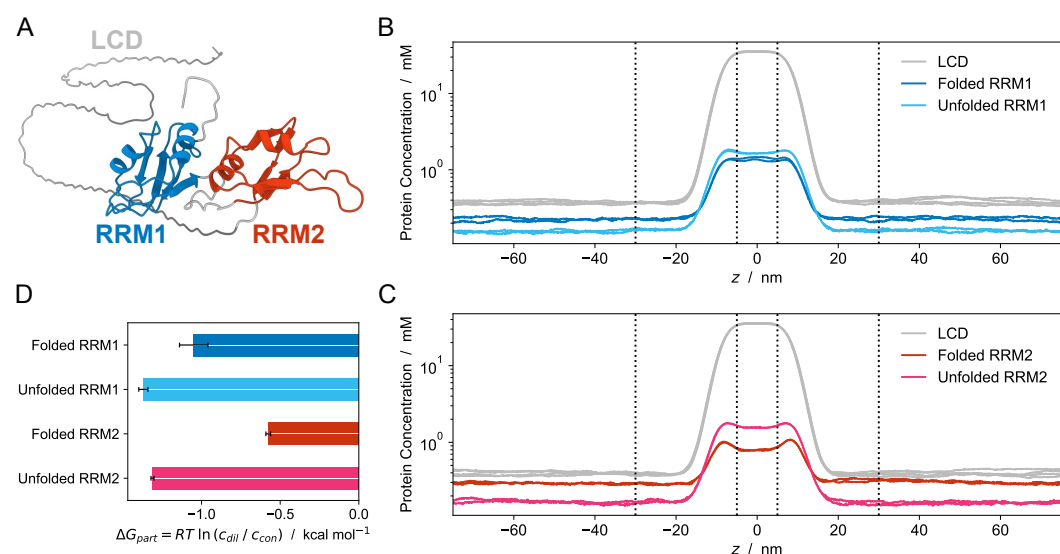 A
LCD
RRM1
RRM2
B
Protein Concentration / mM
10¹
10⁰
LCD
Folded RRM1
Unfolded RRM1
−60 −40 −20 0 20 40 60
z / nm
D
Folded RRM1
Unfolded RRM1
Folded RRM2
Unfolded RRM2
−1.0 −0.5 0.0
ΔG_part = RT ln (c_dil / c_con) / kcal mol⁻¹
C
Protein Concentration / mM
10¹
10⁰
LCD
Folded RRM2
Unfolded RRM2
−60 −40 −20 0 20 40 60
z / nm